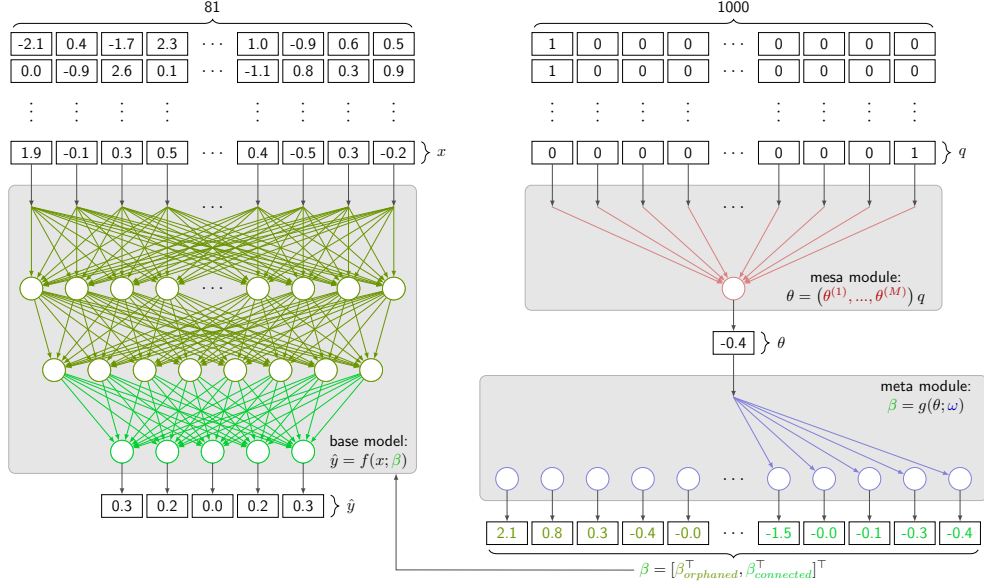 81
-2.1 0.4 -1.7 2.3 ··· 1.0 -0.9 0.6 0.5
0.0 -0.9 2.6 0.1 ··· -1.1 0.8 0.3 0.9
⋮ ⋮ ⋮ ⋮ ⋮ ⋮ ⋮ ⋮
1.9 -0.1 0.3 0.5 ··· 0.4 -0.5 0.3 -0.2 } x
···
···
base model:
ŷ = f(x; β)
0.3 0.2 0.0 0.2 0.3 } ŷ
1000
1 0 0 0 ··· 0 0 0 0
1 0 0 0 ··· 0 0 0 0
⋮ ⋮ ⋮ ⋮ ⋮ ⋮ ⋮ ⋮
0 0 0 0 ··· 0 0 0 1 } q
···
mesa module:
θ = (θ⁽¹⁾, ..., θ⁽ᴹ⁾) q
-0.4 } θ
meta module:
β = g(θ; ω)
···
2.1 0.8 0.3 -0.4 -0.0 ··· -1.5 -0.0 -0.1 -0.3 -0.4
β = [β⊤_orphaned, β⊤_connected]⊤